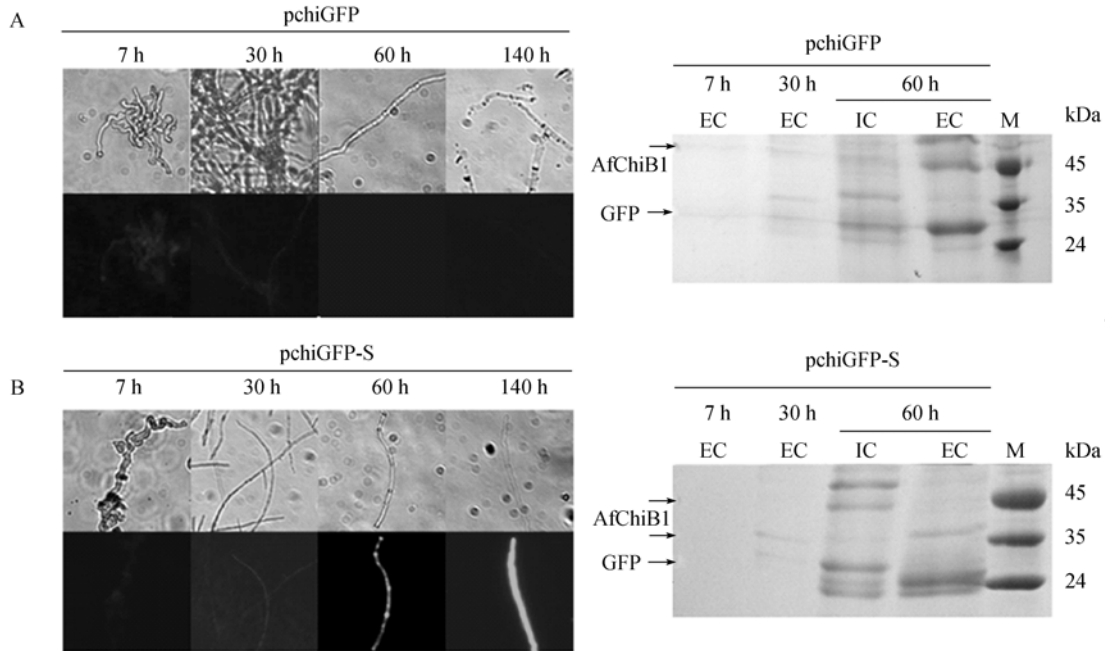 A
pchiGFP
7 h 30 h 60 h 140 h
pchiGFP
7 h 30 h 60 h
EC EC IC EC M kDa
AfChiB1
GFP
45
35
24
B
pchiGFP-S
7 h 30 h 60 h 140 h
pchiGFP-S
7 h 30 h 60 h
EC EC IC EC M kDa
AfChiB1
GFP
45
35
24